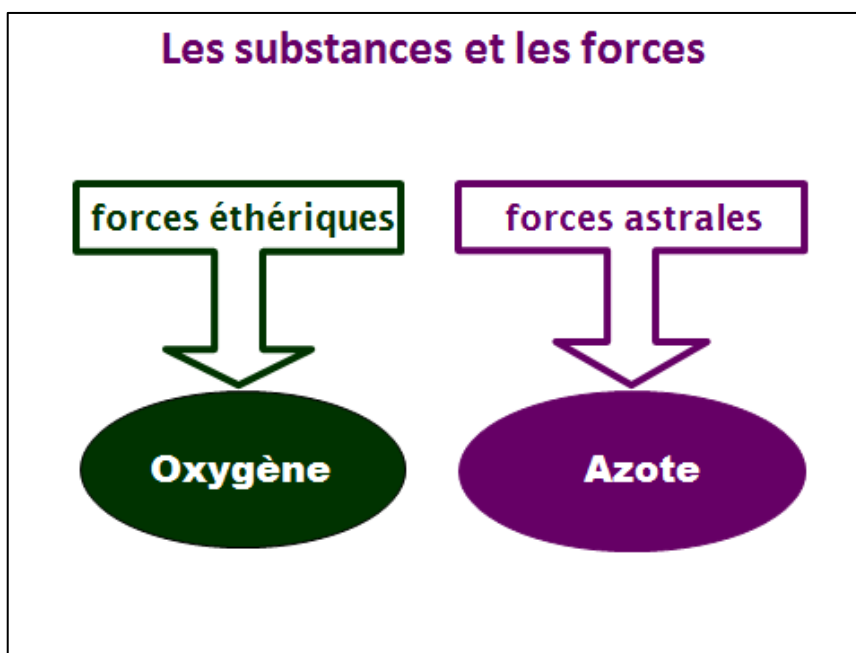 Les substances et les forces
forces éthériques
forces astrales
Oxygène
Azote